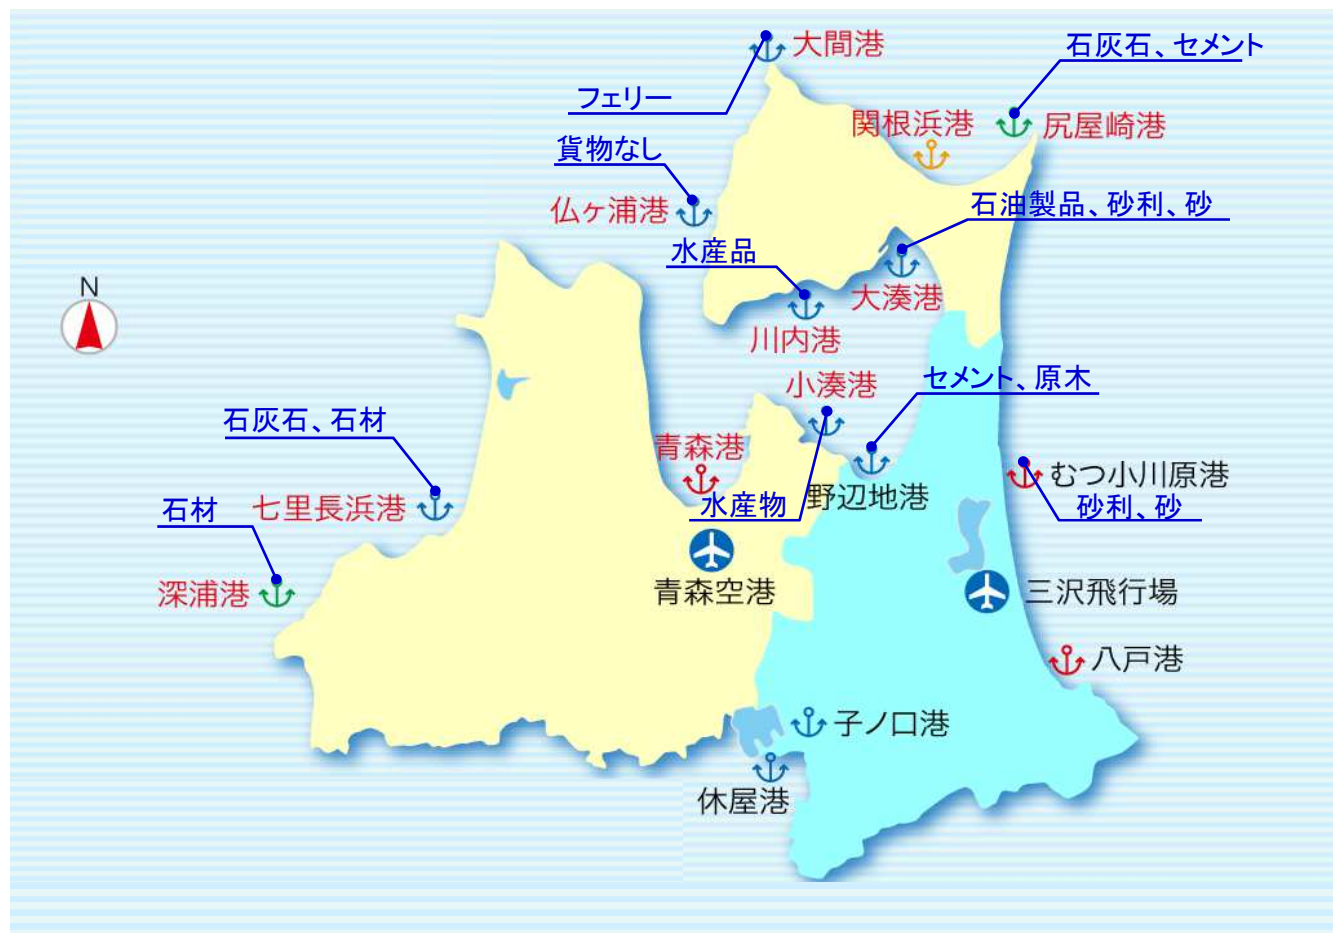 大間港
石灰石、セメント
フェリー
関根浜港
尻屋崎港
貨物なし
仏ヶ浦港
石油製品、砂利、砂
水産品
大湊港
N
川内港
小湊港
セメント、原木
石灰石、石材
青森港
むつ小川原港
石材
七里長浜港
水産物
野辺地港
砂利、砂
深浦港
青森空港
三沢飛行場
八戸港
子ノ口港
休屋港